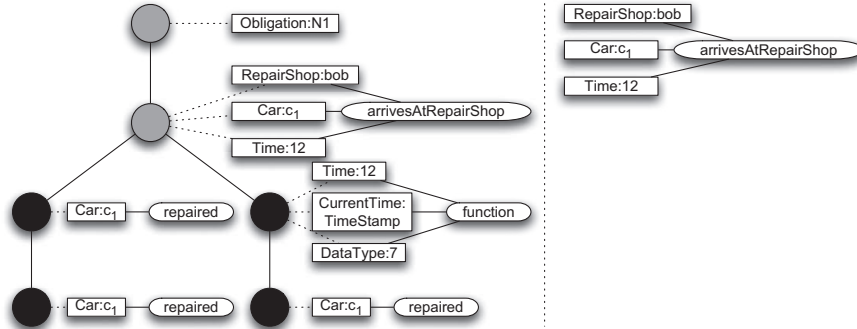 Obligation:N1
RepairShop:bob
Car:c₁
arrivesAtRepairShop
Time:12
Time:12
CurrentTime:
TimeStamp
function
DataType:7
Car:c₁
repaired
Car:c₁
repaired
Car:c₁
repaired
RepairShop:bob
Car:c₁
arrivesAtRepairShop
Time:12